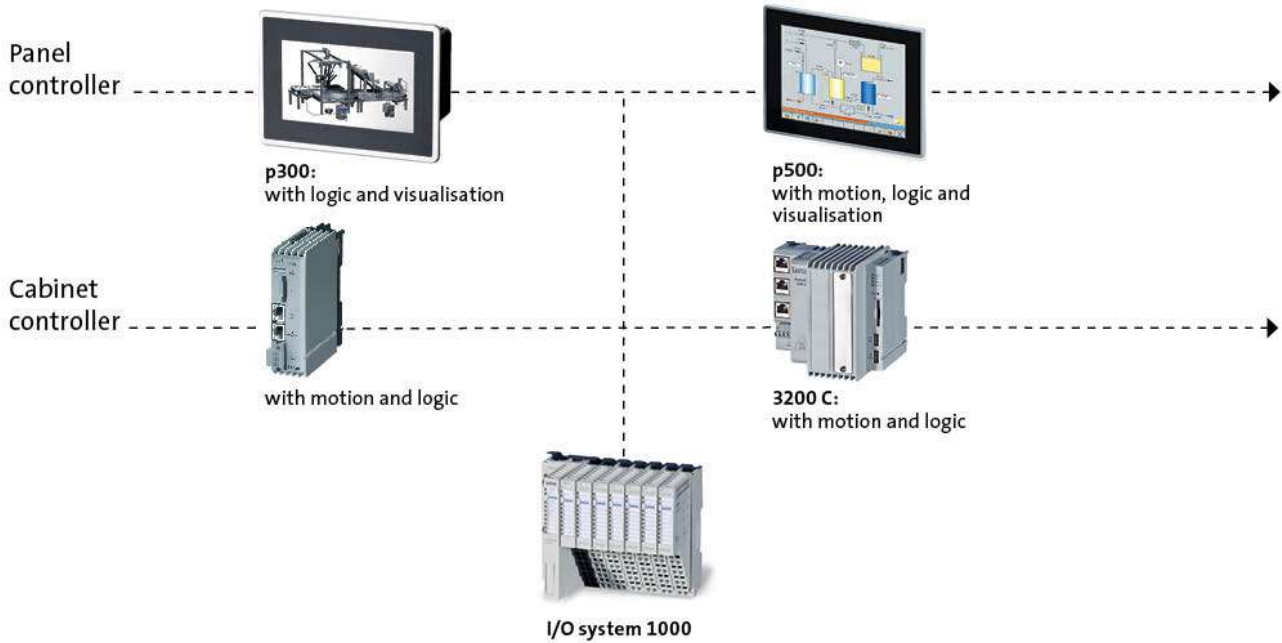 Panel
controller
p300:
with logic and visualisation
p500:
with motion, logic and
visualisation
Cabinet
controller
with motion and logic
3200 C:
with motion and logic
I/O system 1000